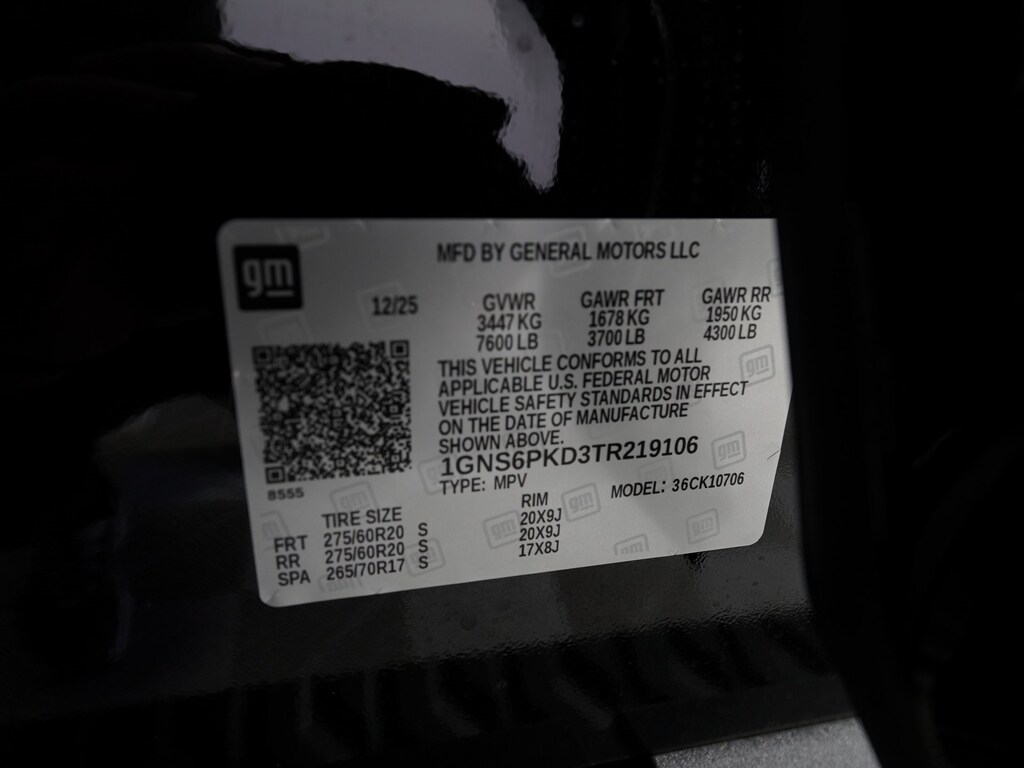 gm
MFD BY GENERAL MOTORS LLC
12/25 GVWR GAWR FRT GAWR RR
3447 KG 1678 KG 1950 KG
7600 LB 3700 LB 4300 LB
THIS VEHICLE CONFORMS TO ALL
APPLICABLE U.S. FEDERAL MOTOR
VEHICLE SAFETY STANDARDS IN EFFECT
ON THE DATE OF MANUFACTURE
SHOWN ABOVE.
1GNS6PKD3TR219106
8555
TYPE: MPV MODEL: 36CK10706
TIRE SIZE RIM
FRT 275/60R20 S 20X9J
RR 275/60R20 S 20X9J
SPA 265/70R17 S 17X8J